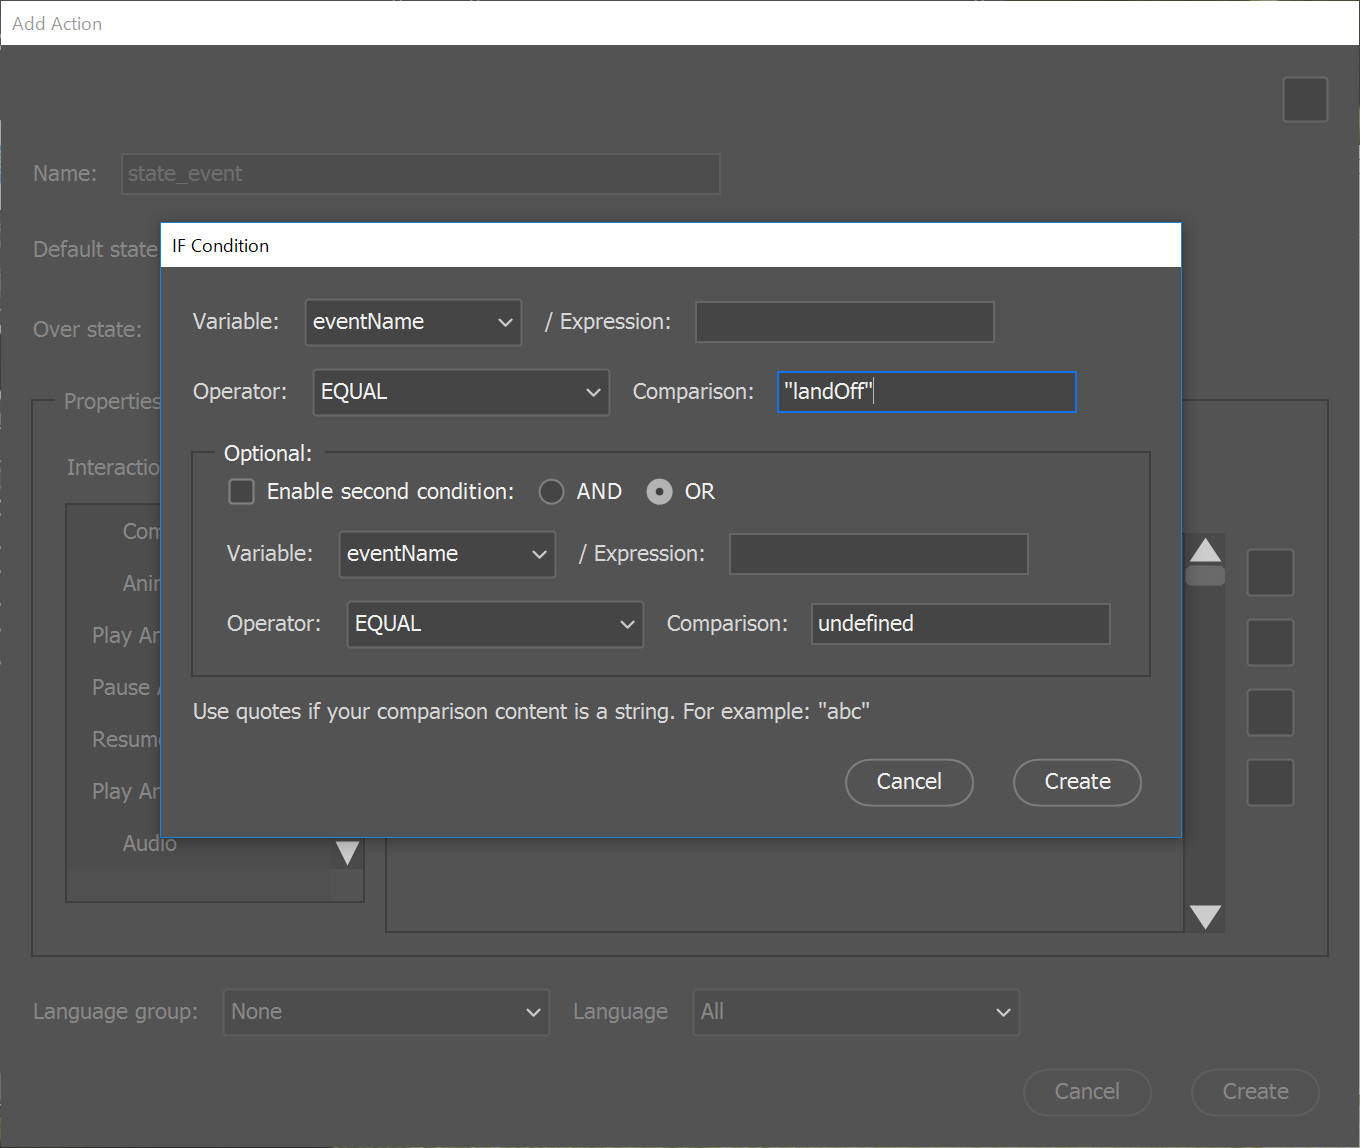 Add Action
Name: state_event
Default state
Over state:
Properties
Interactio
Com
Anin
Play An
Pause A
Resum
Play An
Audio
IF Condition
Variable: eventName / Expression:
Operator: EQUAL Comparison: "landOff"
Optional:
Enable second condition: AND OR
Variable: eventName / Expression:
Operator: EQUAL Comparison: undefined
Use quotes if your comparison content is a string. For example: "abc"
Cancel Create
Language group: None Language All
Cancel Create